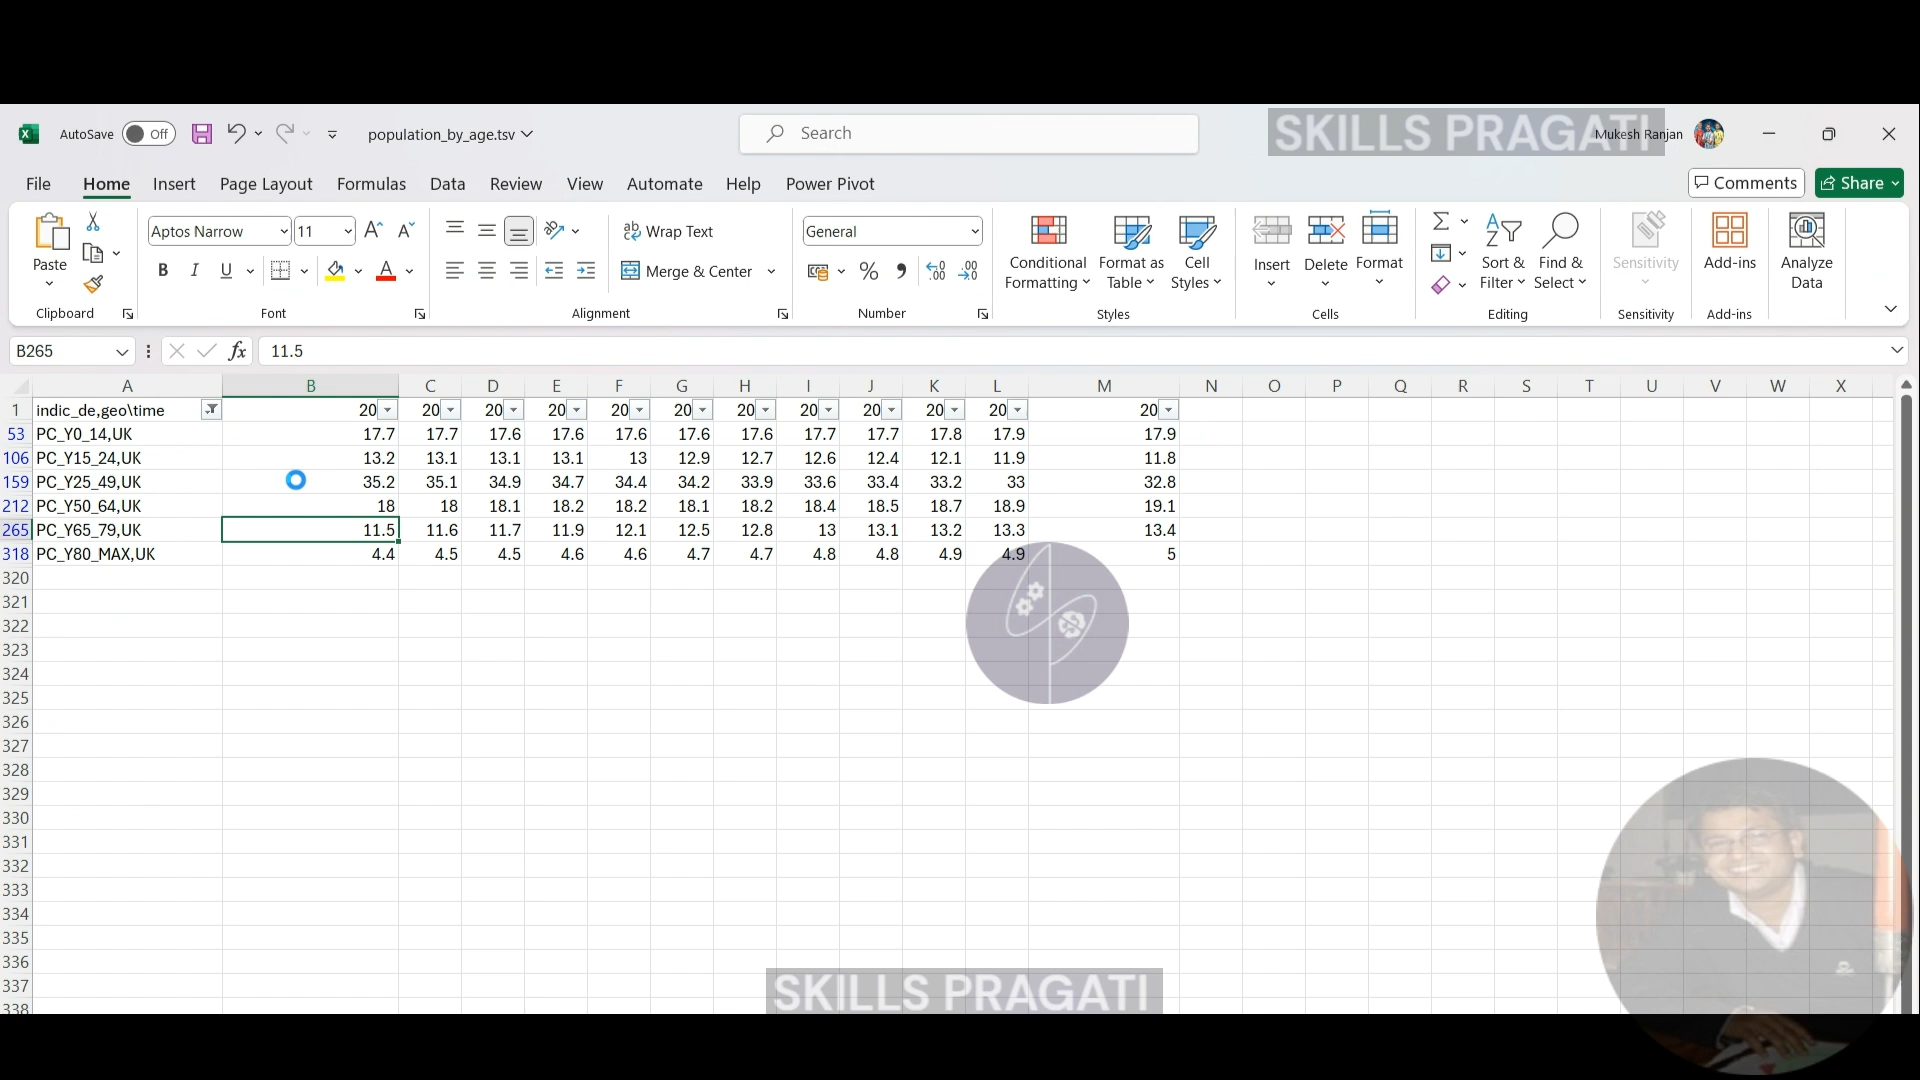 AutoSave Off population_by_age.tsv Search SKILLS PRAGATI Mukesh Ranjan
File Home Insert Page Layout Formulas Data Review View Automate Help Power Pivot Comments Share
Paste Aptos Narrow 11 Wrap Text General Conditional Formatting Format as Table Cell Styles Insert Delete Format Sort & Filter Find & Select Sensitivity Add-ins Analyze Data
B I U A Merge & Center % 
Clipboard Font Alignment Number Styles Cells Editing Sensitivity Add-ins
B265 fx 11.5
A B C D E F G H I J K L M N O P Q R S T U V W X
1 indic_de,geo\time 20 20 20 20 20 20 20 20 20 20 20 20
53 PC_Y0_14,UK 17.7 17.7 17.6 17.6 17.6 17.6 17.6 17.7 17.7 17.8 17.9 17.9
106 PC_Y15_24,UK 13.2 13.1 13.1 13.1 13 12.9 12.7 12.6 12.4 12.1 11.9 11.8
159 PC_Y25_49,UK 35.2 35.1 34.9 34.7 34.4 34.2 33.9 33.6 33.4 33.2 33 32.8
212 PC_Y50_64,UK 18 18 18.1 18.2 18.2 18.1 18.2 18.4 18.5 18.7 18.9 19.1
265 PC_Y65_79,UK 11.5 11.6 11.7 11.9 12.1 12.5 12.8 13 13.1 13.2 13.3 13.4
318 PC_Y80_MAX,UK 4.4 4.5 4.5 4.6 4.6 4.7 4.7 4.8 4.8 4.9 4.9 5
320
321
322
323
324
325
326
327
328
329
330
331
332
333
334
335
336
337
338
SKILLS PRAGATI